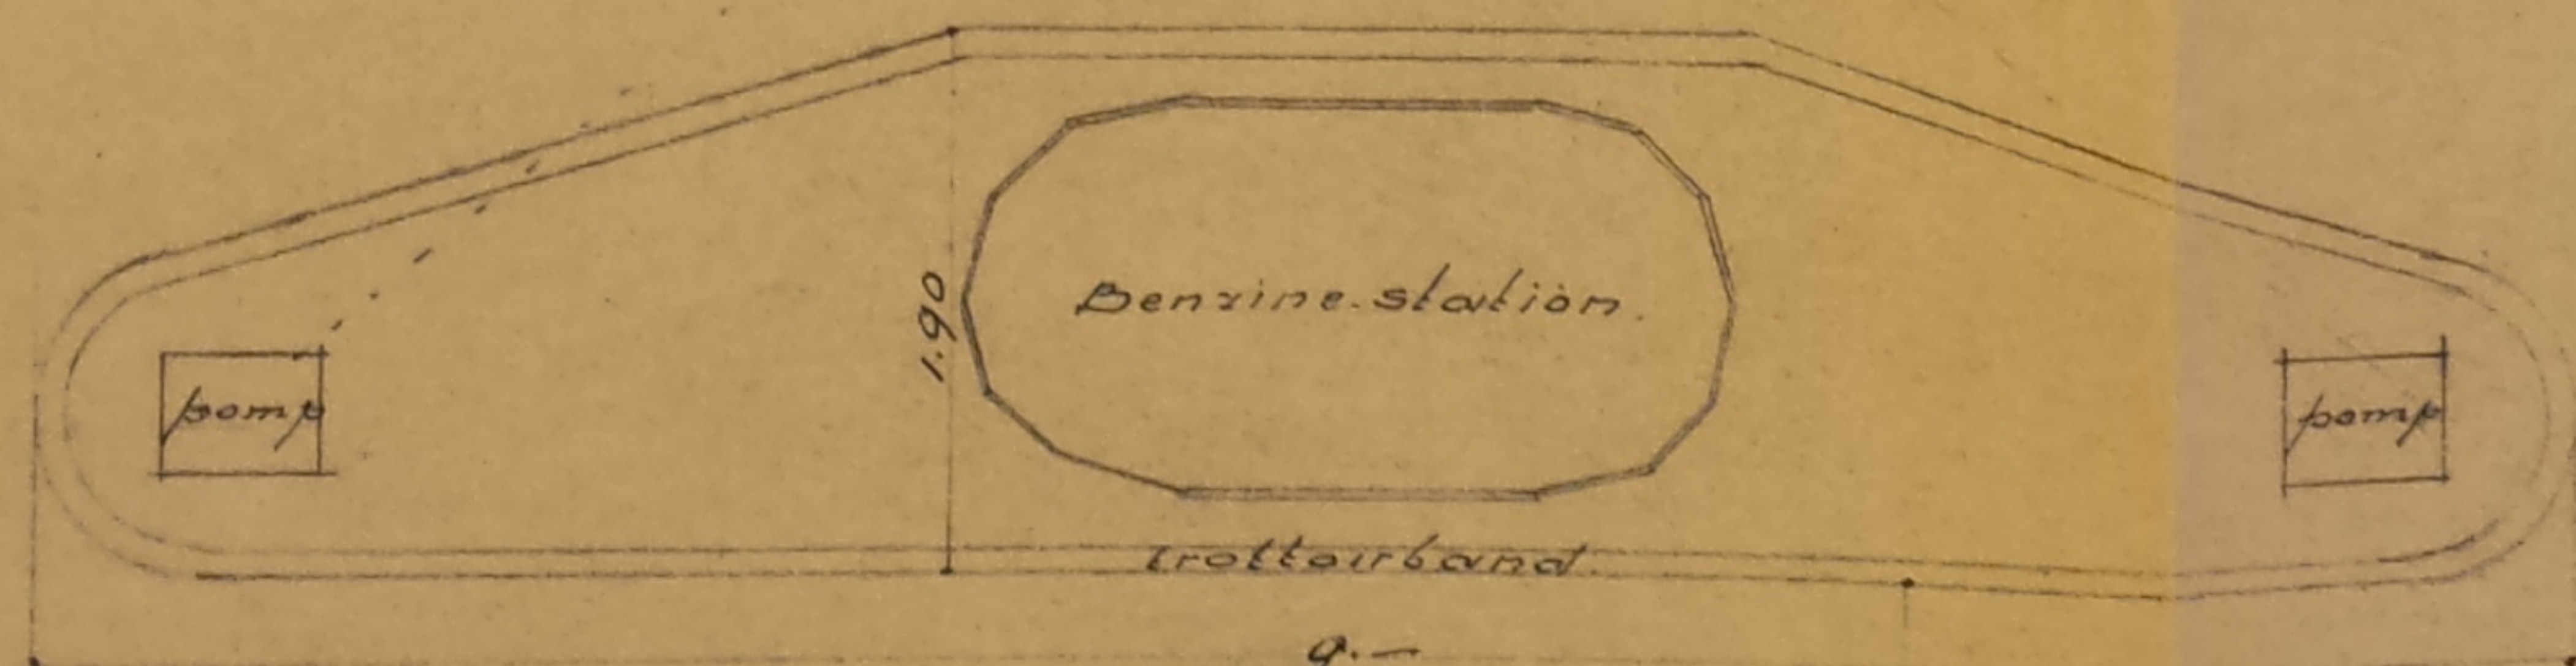 1.90
Benzine-station.
pomp
pomp
trottoirband.
9.—